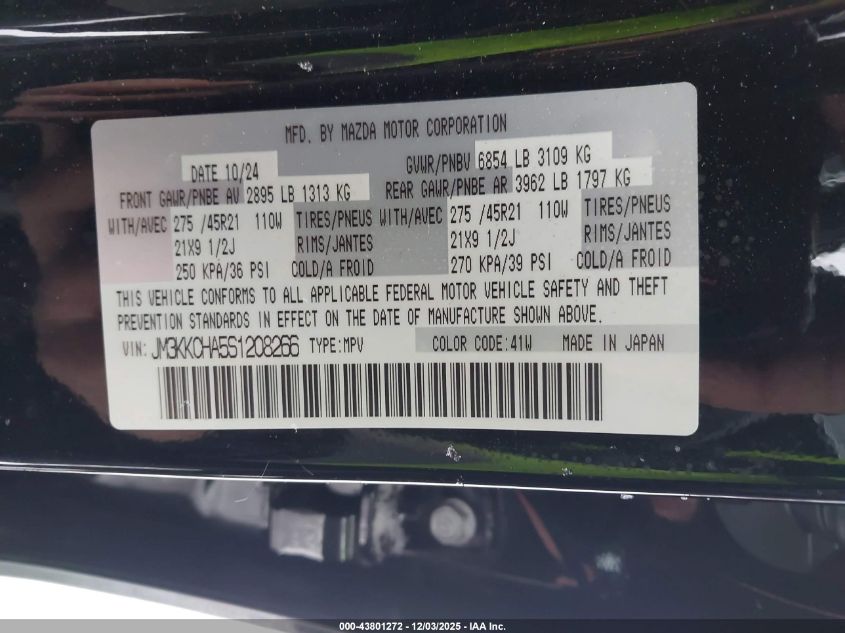 MFD. BY MAZDA MOTOR CORPORATION
DATE 10/24 GVWR/PNBV 6854 LB 3109 KG
FRONT GAWR/PNBE AV 2895 LB 1313 KG REAR GAWR/PNBE AR 3962 LB 1797 KG
WITH/AVEC 275 /45R21 110W TIRES/PNEUS WITH/AVEC 275 /45R21 110W TIRES/PNEUS
21X9 1/2J RIMS/JANTES 21X9 1/2J RIMS/JANTES
250 KPA/36 PSI COLD/A FROID 270 KPA/39 PSI COLD/A FROID
THIS VEHICLE CONFORMS TO ALL APPLICABLE FEDERAL MOTOR VEHICLE SAFETY AND THEFT
PREVENTION STANDARDS IN EFFECT ON THE DATE OF MANUFACTURE SHOWN ABOVE.
VIN: JM3KKCHA5S1208266 TYPE:MPV COLOR CODE:41W MADE IN JAPAN
000-43801272 - 12/03/2025 - IAA Inc.